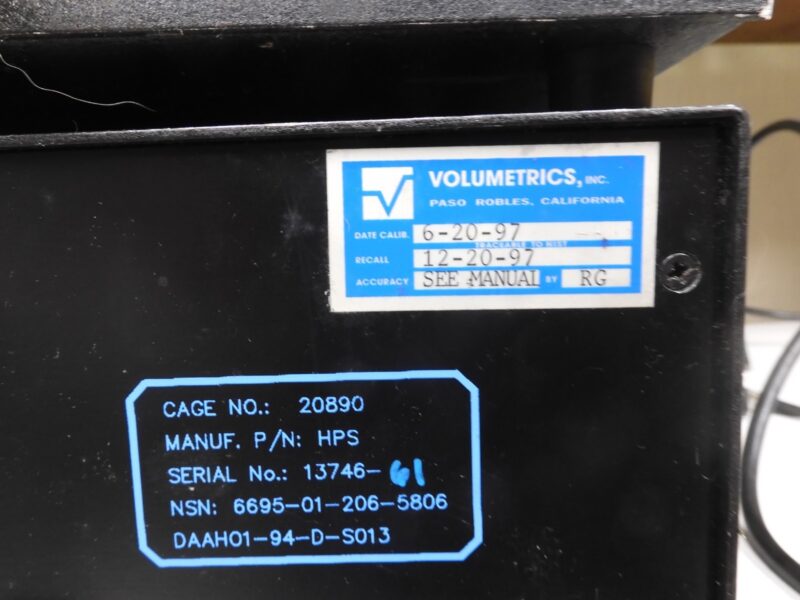 VOLUMETRICS, INC.
PASO ROBLES, CALIFORNIA
DATE CALIB. 6-20-97
TRACEABLE TO NIST
RECALL 12-20-97
ACCURACY SEE MANUAL BY RG
CAGE NO.: 20890
MANUF. P/N: HPS
SERIAL No.: 13746-61
NSN: 6695-01-206-5806
DAAH01-94-D-S013